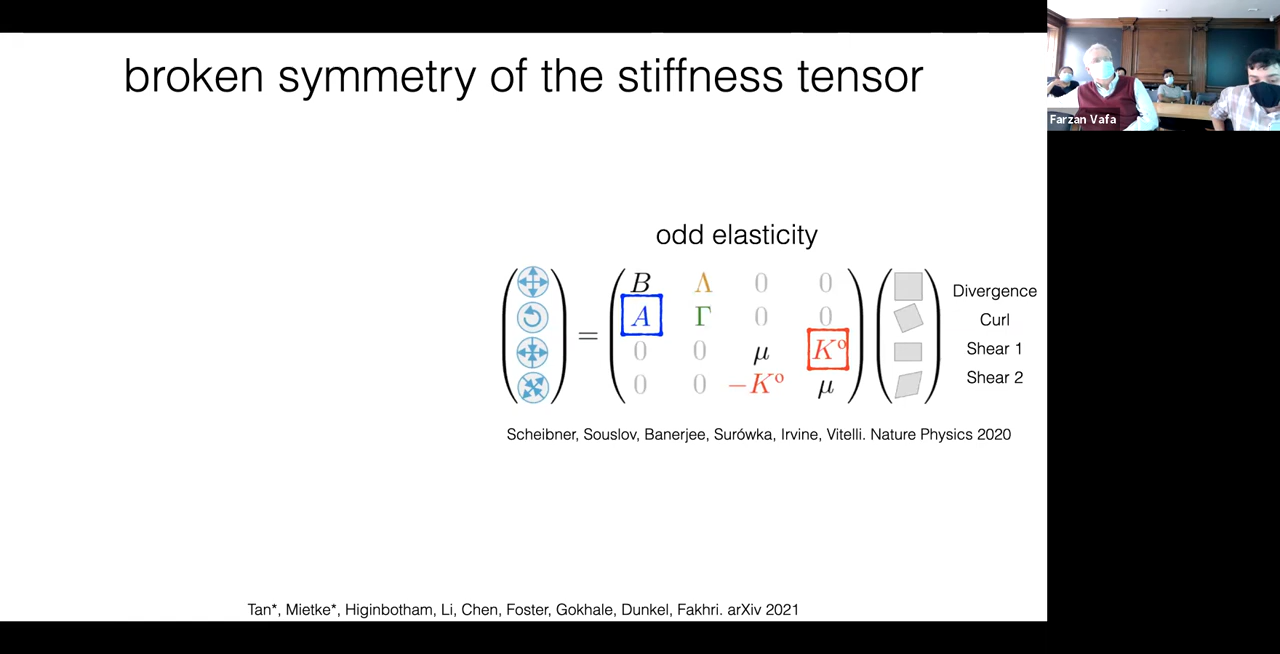 broken symmetry of the stiffness tensor
Farzan Vafa
odd elasticity
B Λ 0 0
= A Γ 0 0
0 0 μ Kᵒ
0 0 −Kᵒ μ
Divergence
Curl
Shear 1
Shear 2
Scheibner, Souslov, Banerjee, Surówka, Irvine, Vitelli. Nature Physics 2020
Tan*, Mietke*, Higinbotham, Li, Chen, Foster, Gokhale, Dunkel, Fakhri. arXiv 2021